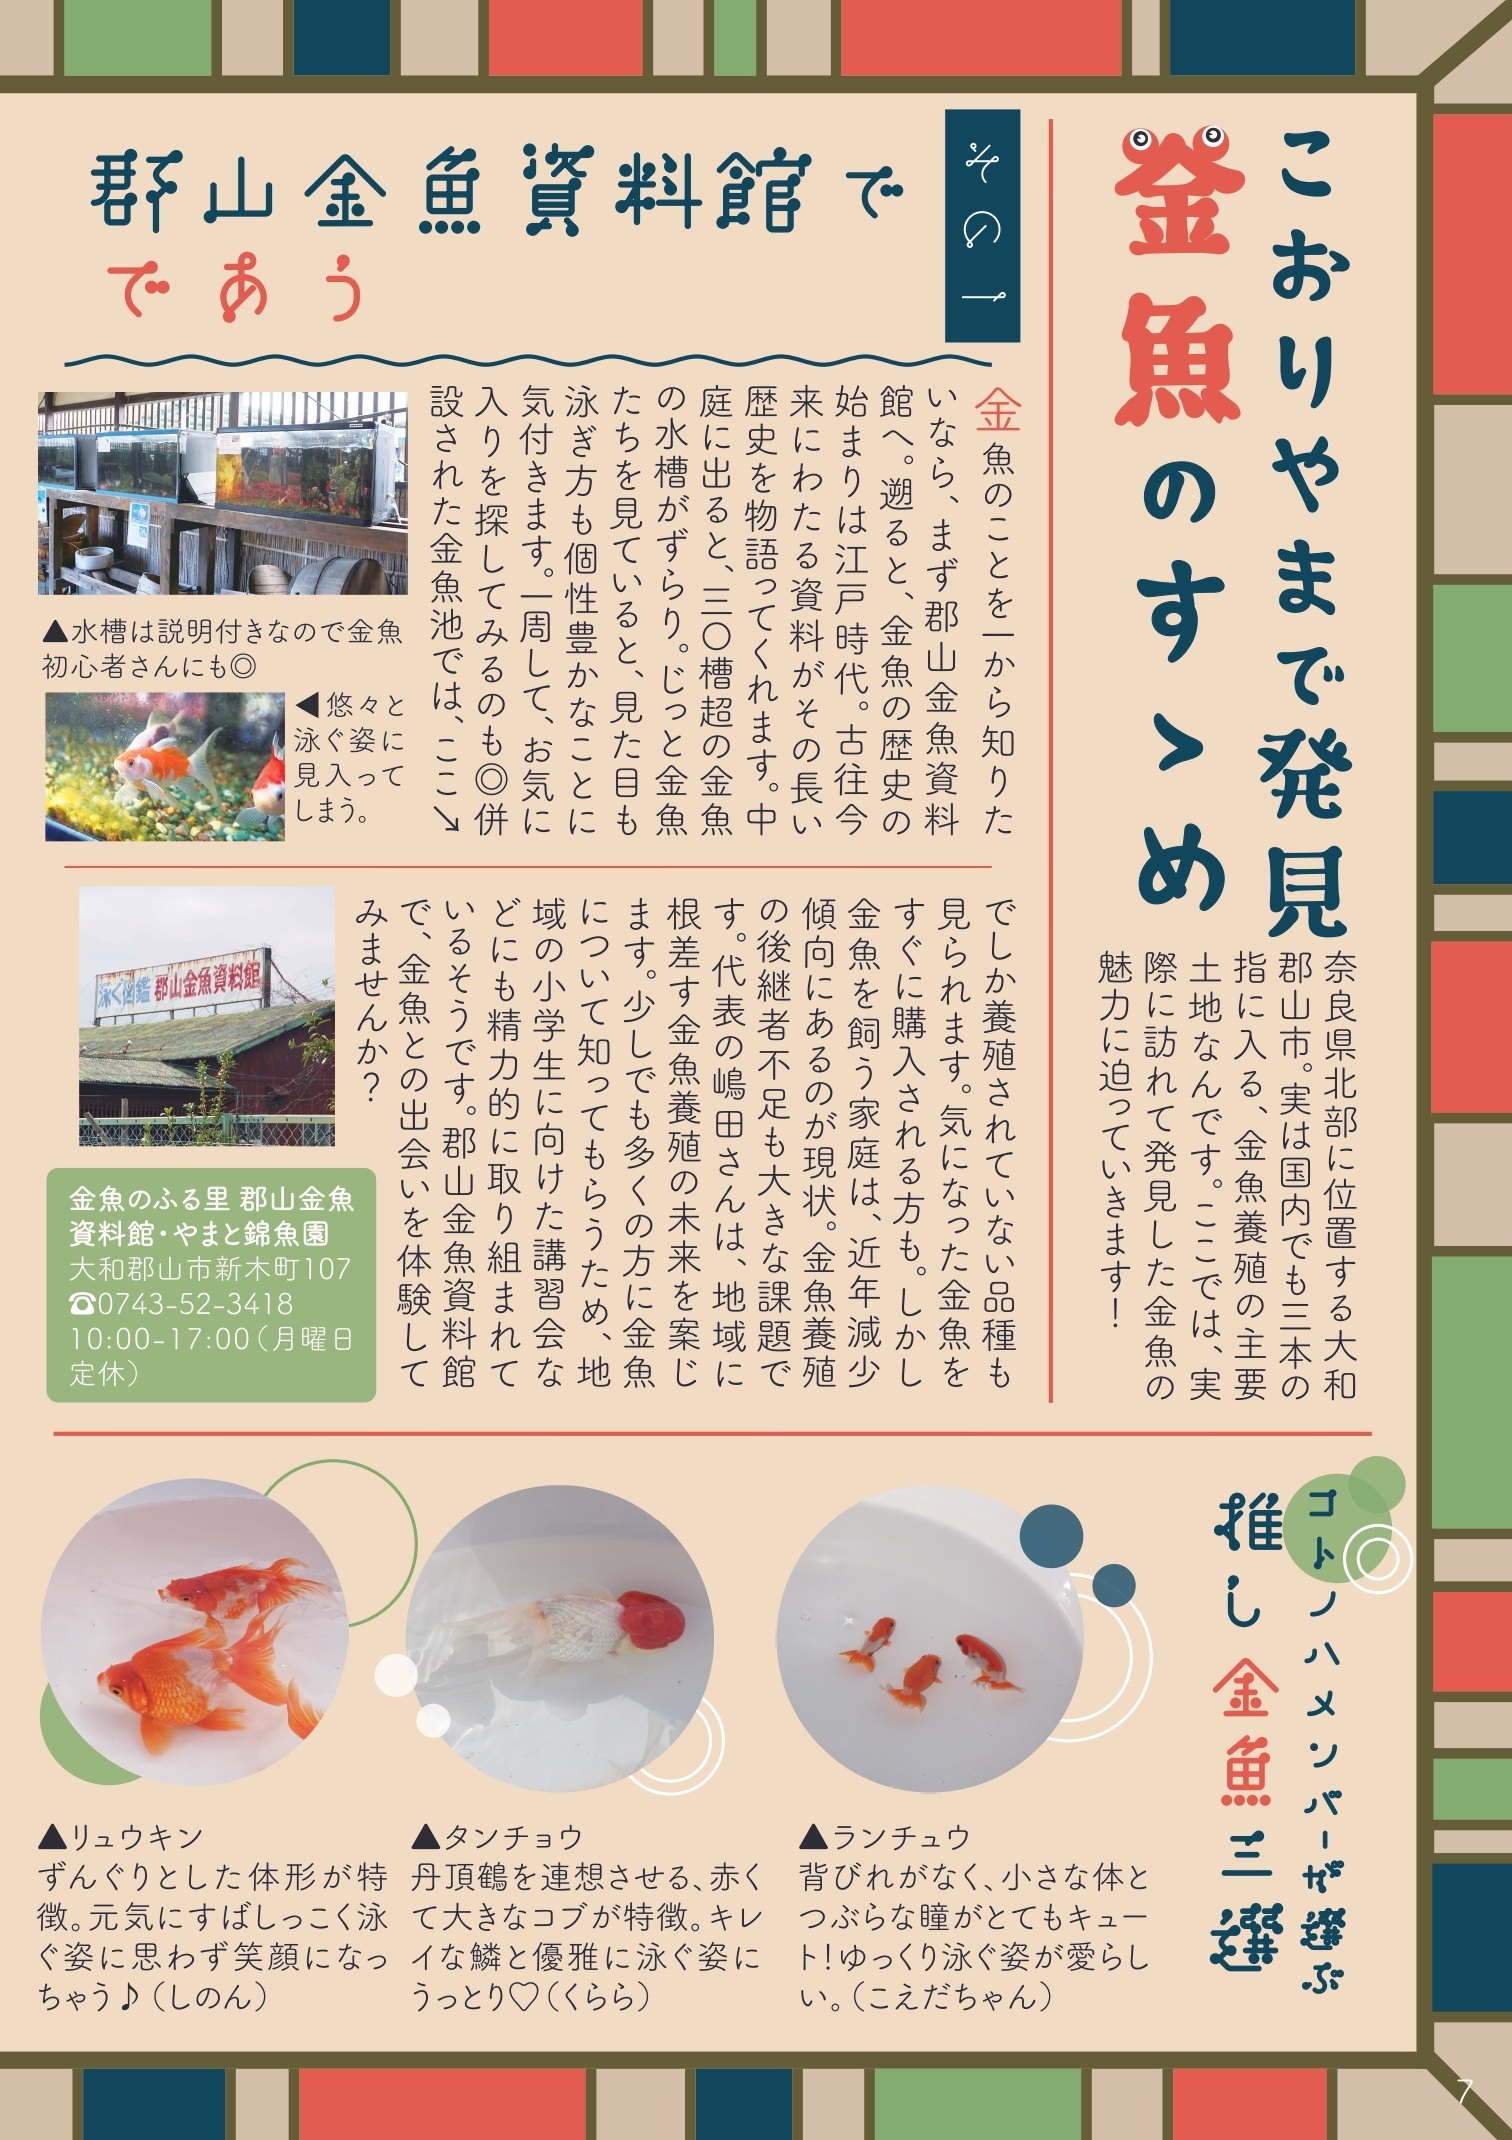 こおりやまで発見
金魚のすゝめ
奈良県北部に位置する大和
郡山市。実は国内でも三本の
指に入る、金魚養殖の主要
土地なんです。ここでは、実
際に訪れて発見した金魚の
魅力に迫っていきます！
その一
郡山金魚資料館で
であう
金魚のことを一から知りた
いなら、まず郡山金魚資料
館へ。遡ると、金魚の歴史の
始まりは江戸時代。古往今
来にわたる資料がその長い
歴史を物語ってくれます。中
庭に出ると、三〇槽超の金魚
の水槽がずらり。じっと金魚
たちを見ていると、見た目も
泳ぎ方も個性豊かなことに
気付きます。一周して、お気に
入りを探してみるのも◎併
設された金魚池では、ここ↘
▲水槽は説明付きなので金魚
初心者さんにも◎
◀悠々と
泳ぐ姿に
見入って
しまう。
でしか養殖されていない品種も
見られます。気になった金魚を
すぐに購入される方も。しかし
金魚を飼う家庭は、近年減少
傾向にあるのが現状。金魚養殖
の後継者不足も大きな課題で
す。代表の嶋田さんは、地域に
根差す金魚養殖の未来を案じ
ます。少しでも多くの方に金魚
について知ってもらうため、地
域の小学生に向けた講習会な
どにも精力的に取り組まれて
いるそうです。郡山金魚資料館
で、金魚との出会いを体験して
みませんか？
泳ぐ図鑑 郡山金魚資料館
金魚のふる里 郡山金魚
資料館・やまと錦魚園
大和郡山市新木町107
☎0743-52-3418
10:00-17:00（月曜日
定休）
コトノハメンバーが選ぶ
推し金魚三選
▲ランチュウ
背びれがなく、小さな体と
つぶらな瞳がとてもキュー
ト！ゆっくり泳ぐ姿が愛らし
い。（こえだちゃん）
▲タンチョウ
丹頂鶴を連想させる、赤く
て大きなコブが特徴。キレ
イな鱗と優雅に泳ぐ姿に
うっとり♡（くらら）
▲リュウキン
ずんぐりとした体形が特
徴。元気にすばしっこく泳
ぐ姿に思わず笑顔になっ
ちゃう♪（しのん）
7